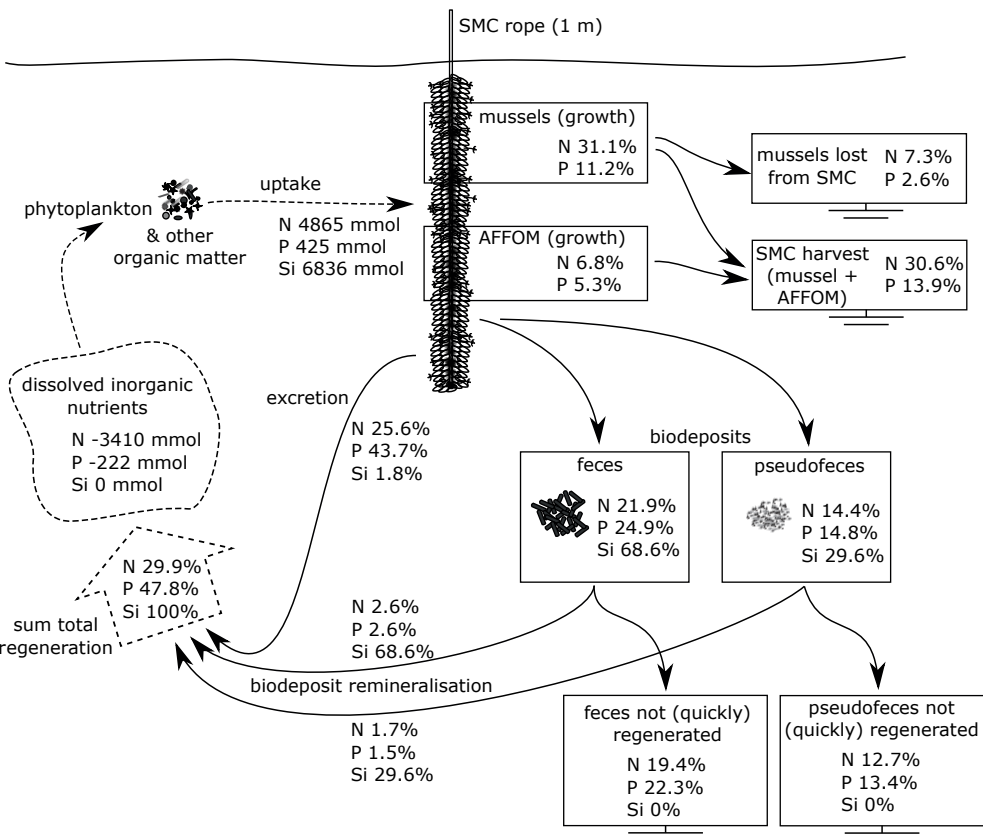 SMC rope (1 m)
mussels (growth)
N 31.1%
P 11.2%
mussels lost
from SMC
N 7.3%
P 2.6%
phytoplankton
& other
organic matter
uptake
N 4865 mmol
P 425 mmol
Si 6836 mmol
AFFOM (growth)
N 6.8%
P 5.3%
SMC harvest
(mussel +
AFFOM)
N 30.6%
P 13.9%
dissolved inorganic
nutrients
N -3410 mmol
P -222 mmol
Si 0 mmol
excretion
N 25.6%
P 43.7%
Si 1.8%
biodeposits
feces
N 21.9%
P 24.9%
Si 68.6%
pseudofeces
N 14.4%
P 14.8%
Si 29.6%
N 29.9%
P 47.8%
Si 100%
sum total
regeneration
N 2.6%
P 2.6%
Si 68.6%
biodeposit remineralisation
N 1.7%
P 1.5%
Si 29.6%
feces not (quickly)
regenerated
N 19.4%
P 22.3%
Si 0%
pseudofeces not
(quickly) regenerated
N 12.7%
P 13.4%
Si 0%